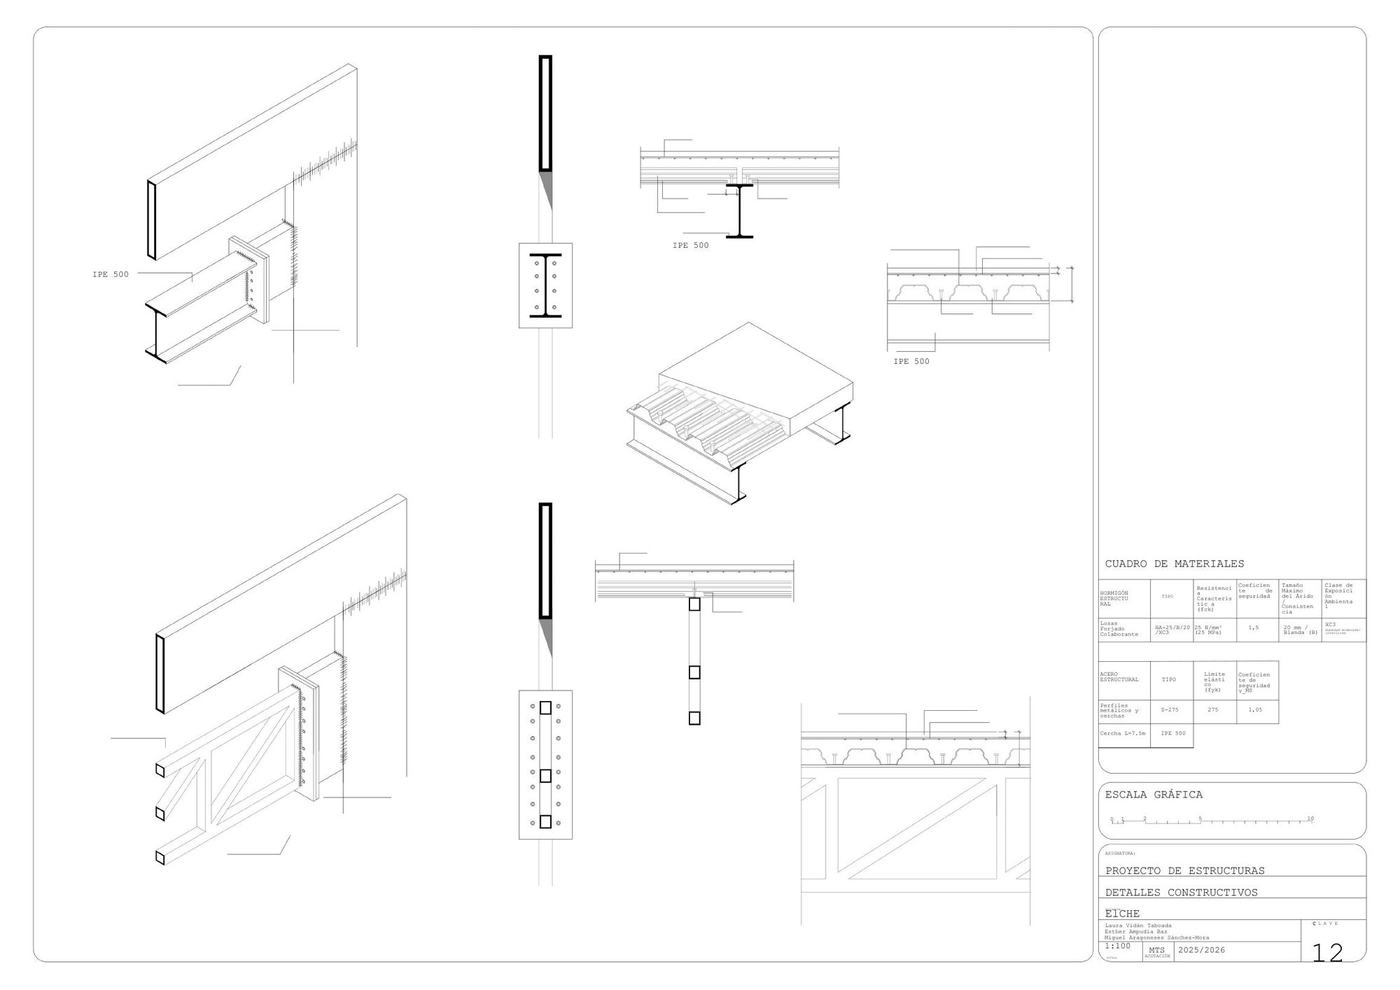 IPE 500
IPE 500
IPE 500
CUADRO DE MATERIALES
HORMIGÓN
ESTRUCTU
RAL
TIPO
Resistenci
a
Caracterís
tic a
(fck)
Coeficien
te de
seguridad
Tamaño
Máximo
del Árido
/
Consisten
cia
Clase de
Exposici
ón
Ambienta
l
Losas
Forjado
Colaborante
HA-25/B/20
/XC3
25 N/mm²
(25 MPa)
1,5
20 mm /
Blanda (B)
XC3
ACERO
ESTRUCTURAL
TIPO
Límite
elásti
co
(fyk)
Coeficien
te de
seguridad
γ_M0
Perfiles
metálicos y
cerchas
S-275
275
1,05
Cercha L=7,5m
IPE 500
ESCALA GRÁFICA
0 1 2 5 10
ASIGNATURA:
PROYECTO DE ESTRUCTURAS
DETALLES CONSTRUCTIVOS
EICHE
Laura Vidán Taboada
Esther Ampudia Bar
Miguel Aragoneses Sánchez-Mora
CLAVE
1:100
MTS
ACOTACIÓN
2025/2026
12